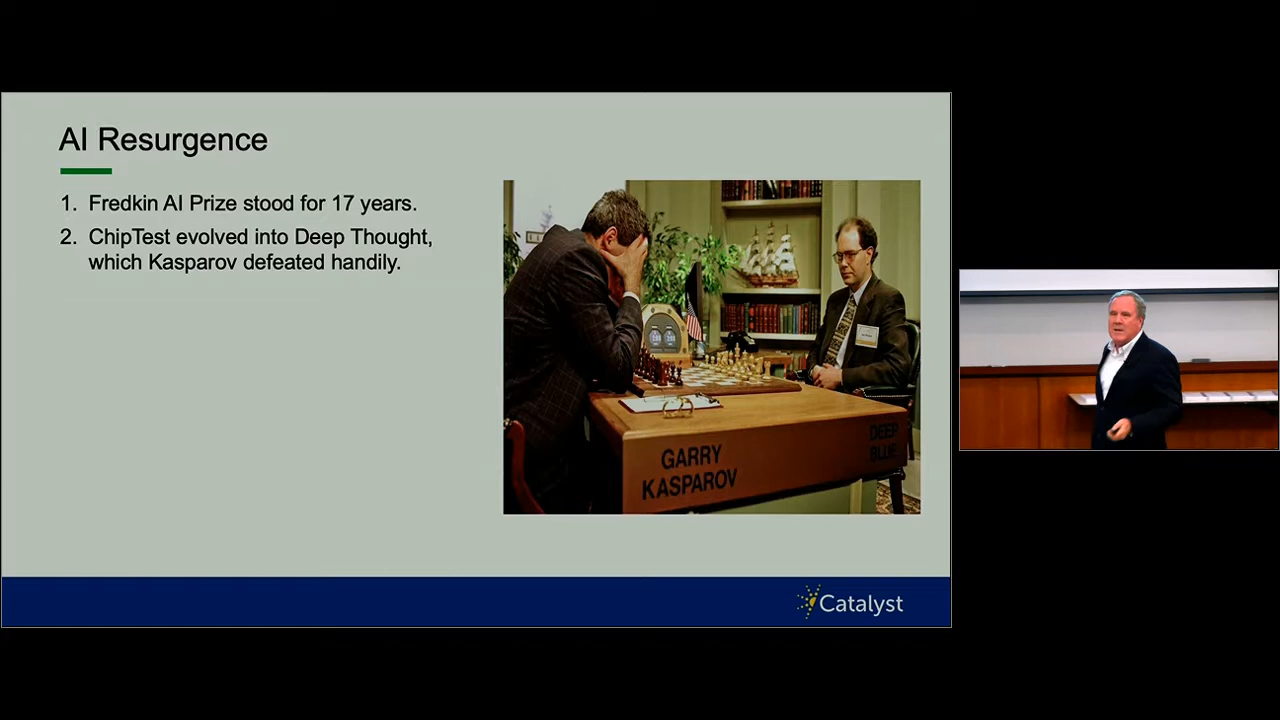 AI Resurgence
1. Fredkin AI Prize stood for 17 years.
2. ChipTest evolved into Deep Thought,
which Kasparov defeated handily.
GARRY
KASPAROV
DEEP
BLUE
Catalyst